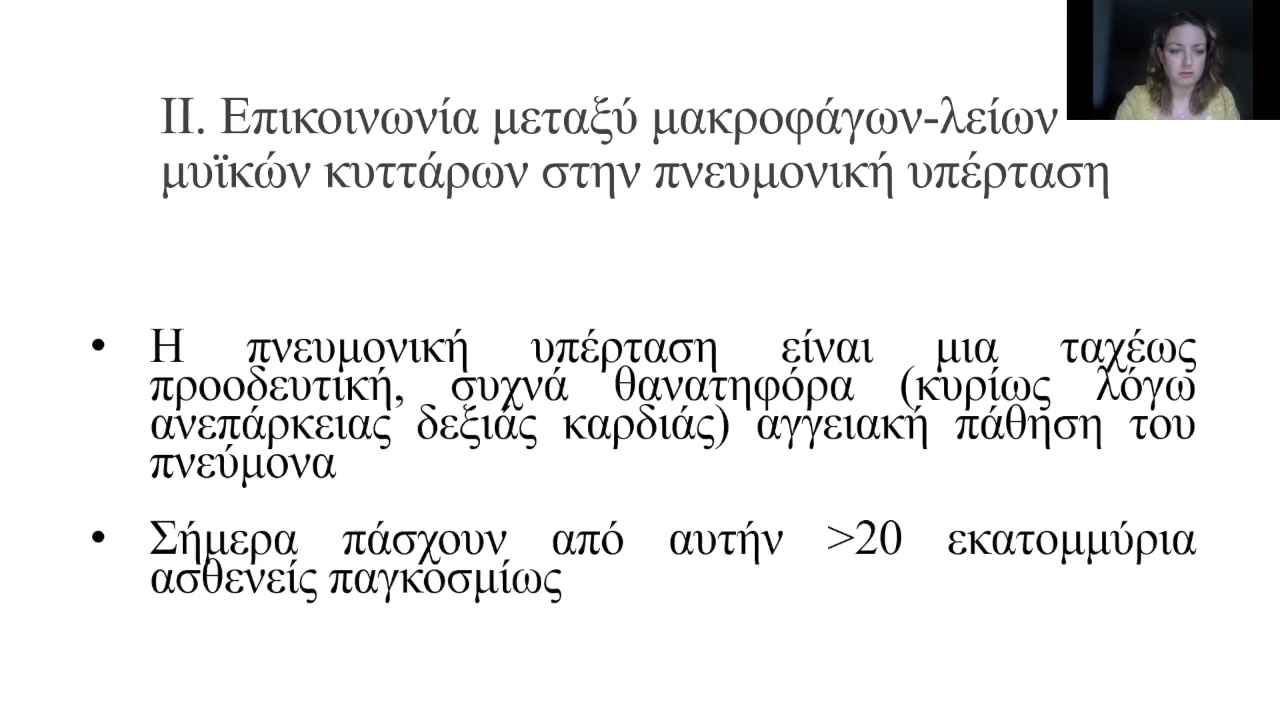 II. Επικοινωνία μεταξύ μακροφάγων-λείων
μυϊκών κυττάρων στην πνευμονική υπέρταση
• Η πνευμονική υπέρταση είναι μια ταχέως
προοδευτική, συχνά θανατηφόρα (κυρίως λόγω
ανεπάρκειας δεξιάς καρδιάς) αγγειακή πάθηση του
πνεύμονα
• Σήμερα πάσχουν από αυτήν >20 εκατομμύρια
ασθενείς παγκοσμίως